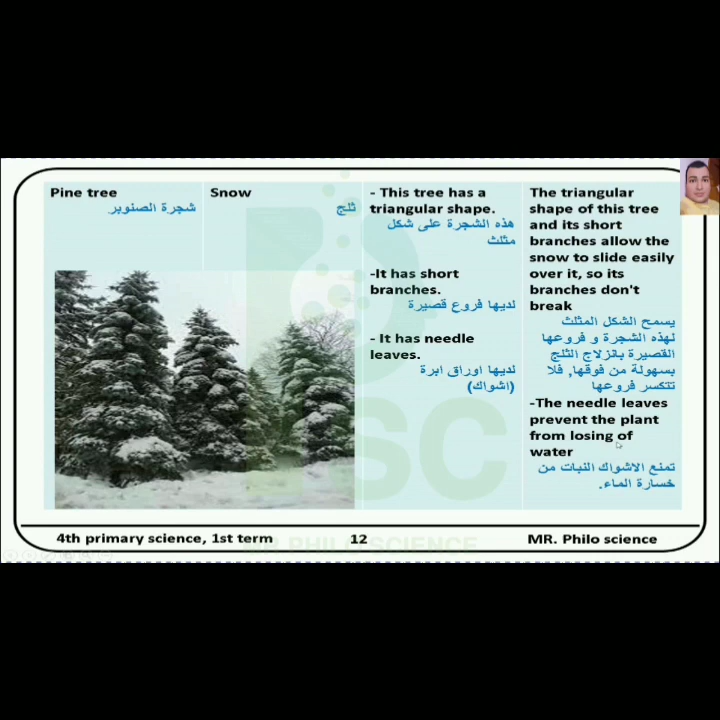 Pine tree
شجرة الصنوبر
Snow
ثلج
- This tree has a
triangular shape.
هذه الشجرة على شكل
مثلث
-It has short
branches.
لديها فروع قصيرة
- It has needle
leaves.
لديها اوراق ابرة
(اشواك)
The triangular
shape of this tree
and its short
branches allow the
snow to slide easily
over it, so its
branches don't
break
يسمح الشكل المثلث
لهذه الشجرة و فروعها
القصيرة بانزلاج الثلج
بسهولة من فوقها, فلا
تتكسر فروعها
-The needle leaves
prevent the plant
from losing of
water
تمنع الاشواك النبات من
خسارة الماء.
SC
4th primary science, 1st term
12
MR. Philo science
MR PHILO SCIENCE